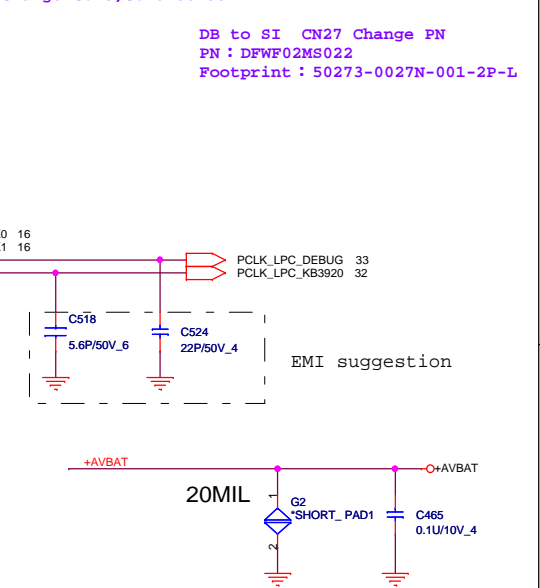 DB to SI CN27 Change PN
PN：DFWF02MS022
Footprint：50273-0027N-001-2P-L
0 16
1 16
PCLK_LPC_DEBUG 33
PCLK_LPC_KB3920 32
C518
5.6P/50V_6
C524
22P/50V_4
EMI suggestion
+AVBAT
+AVBAT
20MIL
1
G2
*SHORT_ PAD1
2
C465
0.1U/10V_4